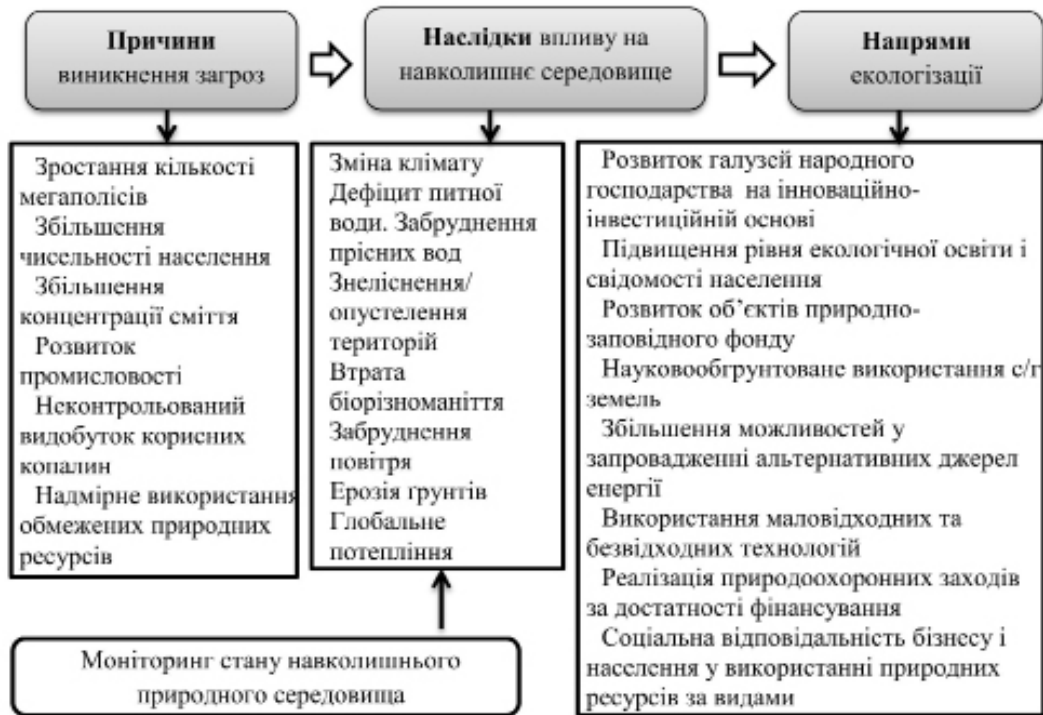 Причини
виникнення загроз
Наслідки впливу на
навколишнє середовище
Напрями
екологізації
Зростання кількості
мегаполісів
Збільшення
чисельності населення
Збільшення
концентрації сміття
Розвиток
промисловості
Неконтрольований
видобуток корисних
копалин
Надмірне використання
обмежених природних
ресурсів
Зміна клімату
Дефіцит питної
води. Забруднення
прісних вод
Знеліснення/
опустелення
територій
Втрата
біорізноманіття
Забруднення
повітря
Ерозія ґрунтів
Глобальне
потепління
Розвиток галузей народного
господарства на інноваційно-
інвестиційній основі
Підвищення рівня екологічної освіти і
свідомості населення
Розвиток об’єктів природно-
заповідного фонду
Науковообгрунтоване використання с/г
земель
Збільшення можливостей у
запровадженні альтернативних джерел
енергії
Використання маловідходних та
безвідходних технологій
Реалізація природоохоронних заходів
за достатності фінансування
Соціальна відповідальність бізнесу і
населення у використанні природних
ресурсів за видами
Моніторинг стану навколишнього
природного середовища